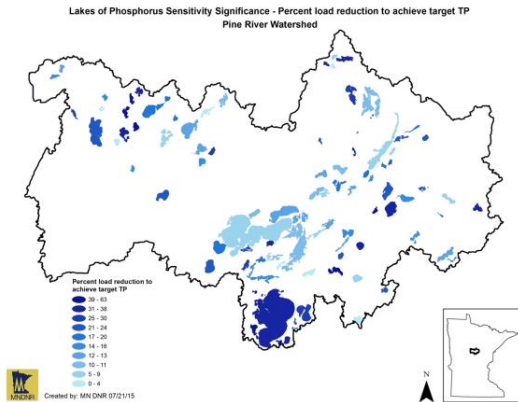 Lakes of Phosphorus Sensitivity Significance - Percent load reduction to achieve target TP
Pine River Watershed
Percent load reduction to
achieve target TP
39 - 63
31 - 38
25 - 30
21 - 24
17 - 20
14 - 16
12 - 13
10 - 11
5 - 9
0 - 4
N
MNDNR
Created by: MN DNR 07/21/15